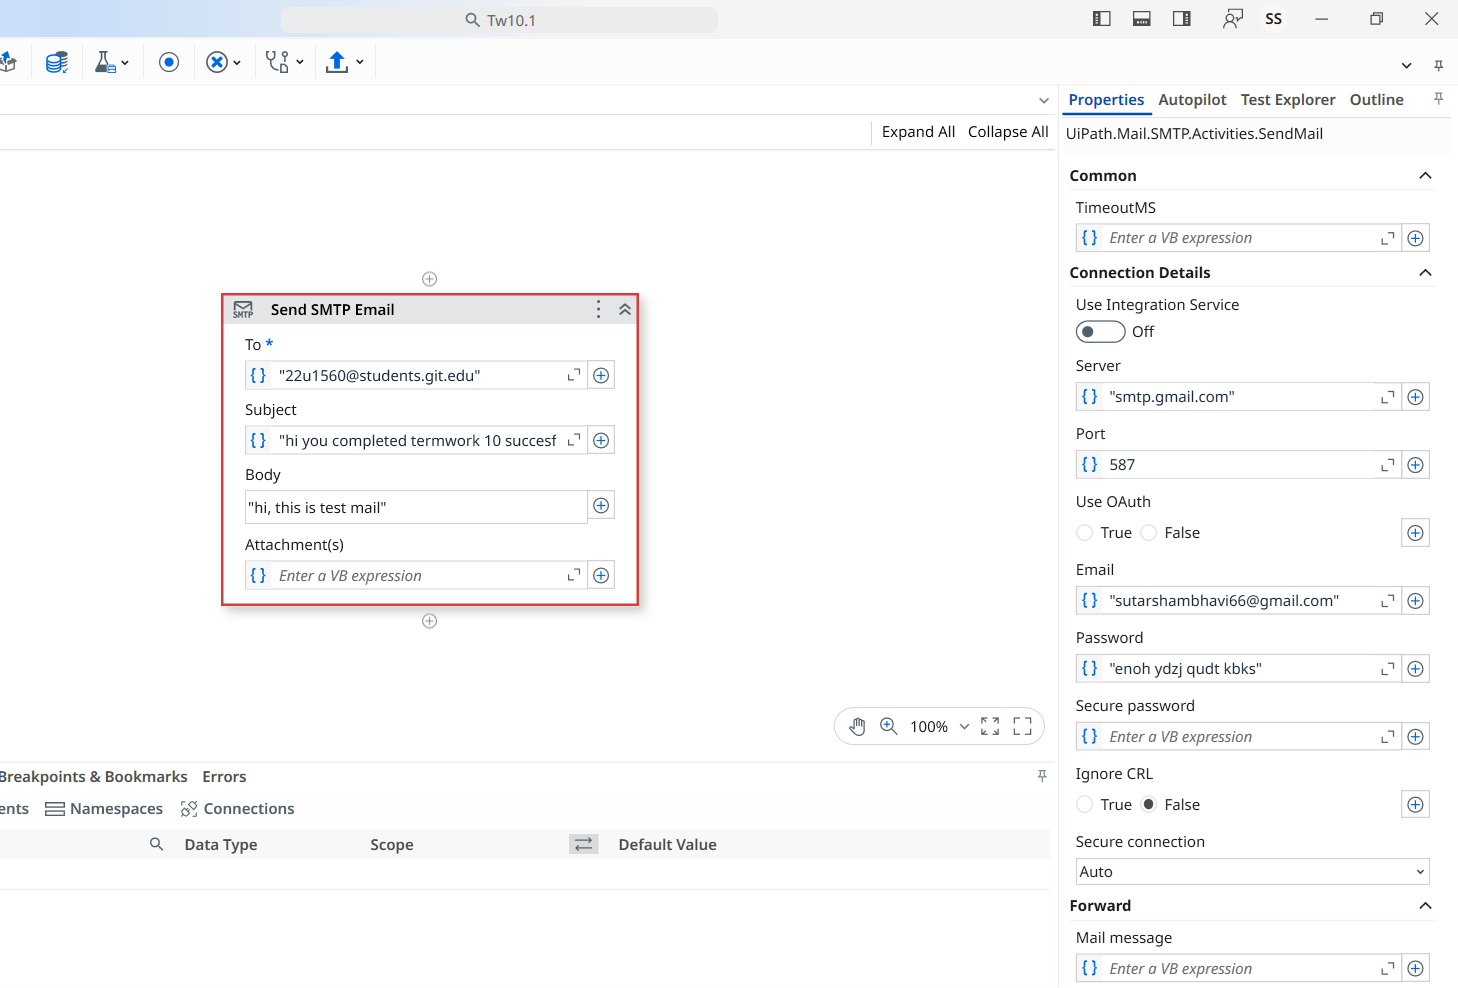 Tw10.1
SS
Properties Autopilot Test Explorer Outline
Expand All Collapse All
UiPath.Mail.SMTP.Activities.SendMail
SMTP
Send SMTP Email
To *
{ } "22u1560@students.git.edu"
Subject
{ } "hi you completed termwork 10 succesf
Body
"hi, this is test mail"
Attachment(s)
{ } Enter a VB expression
100%
Common
TimeoutMS
{ } Enter a VB expression
Connection Details
Use Integration Service
Off
Server
{ } "smtp.gmail.com"
Port
{ } 587
Use OAuth
True False
Email
{ } "sutarshambhavi66@gmail.com"
Password
{ } "enoh ydzj qudt kbks"
Secure password
{ } Enter a VB expression
Ignore CRL
True False
Secure connection
Auto
Forward
Mail message
{ } Enter a VB expression
Breakpoints & Bookmarks Errors
ents Namespaces Connections
Data Type Scope Default Value